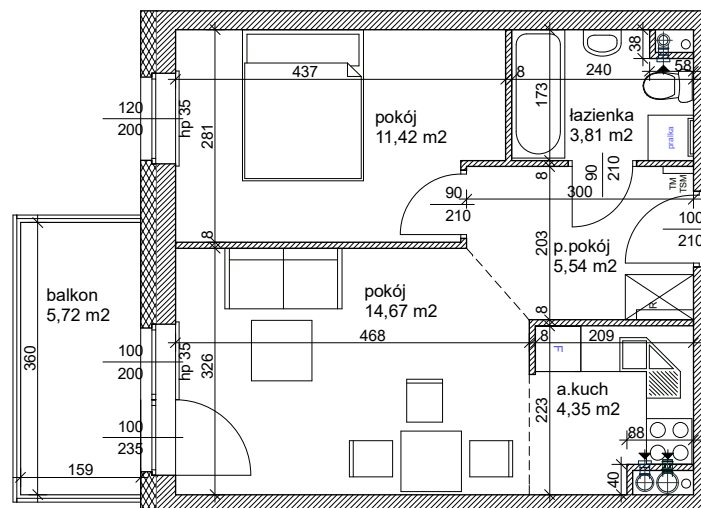 437
8
240
38
58
173
120
200
hp'35
281
pokój
11,42 m2
łazienka
3,81 m2
pralka
90
210
8
300
TM
TSM
90
210
100
210
8
203
p.pokój
5,54 m2
R
balkon
5,72 m2
360
159
pokój
14,67 m2
468
8
8
209
F
100
200
hp'35
326
100
235
223
a.kuch
4,35 m2
88
40